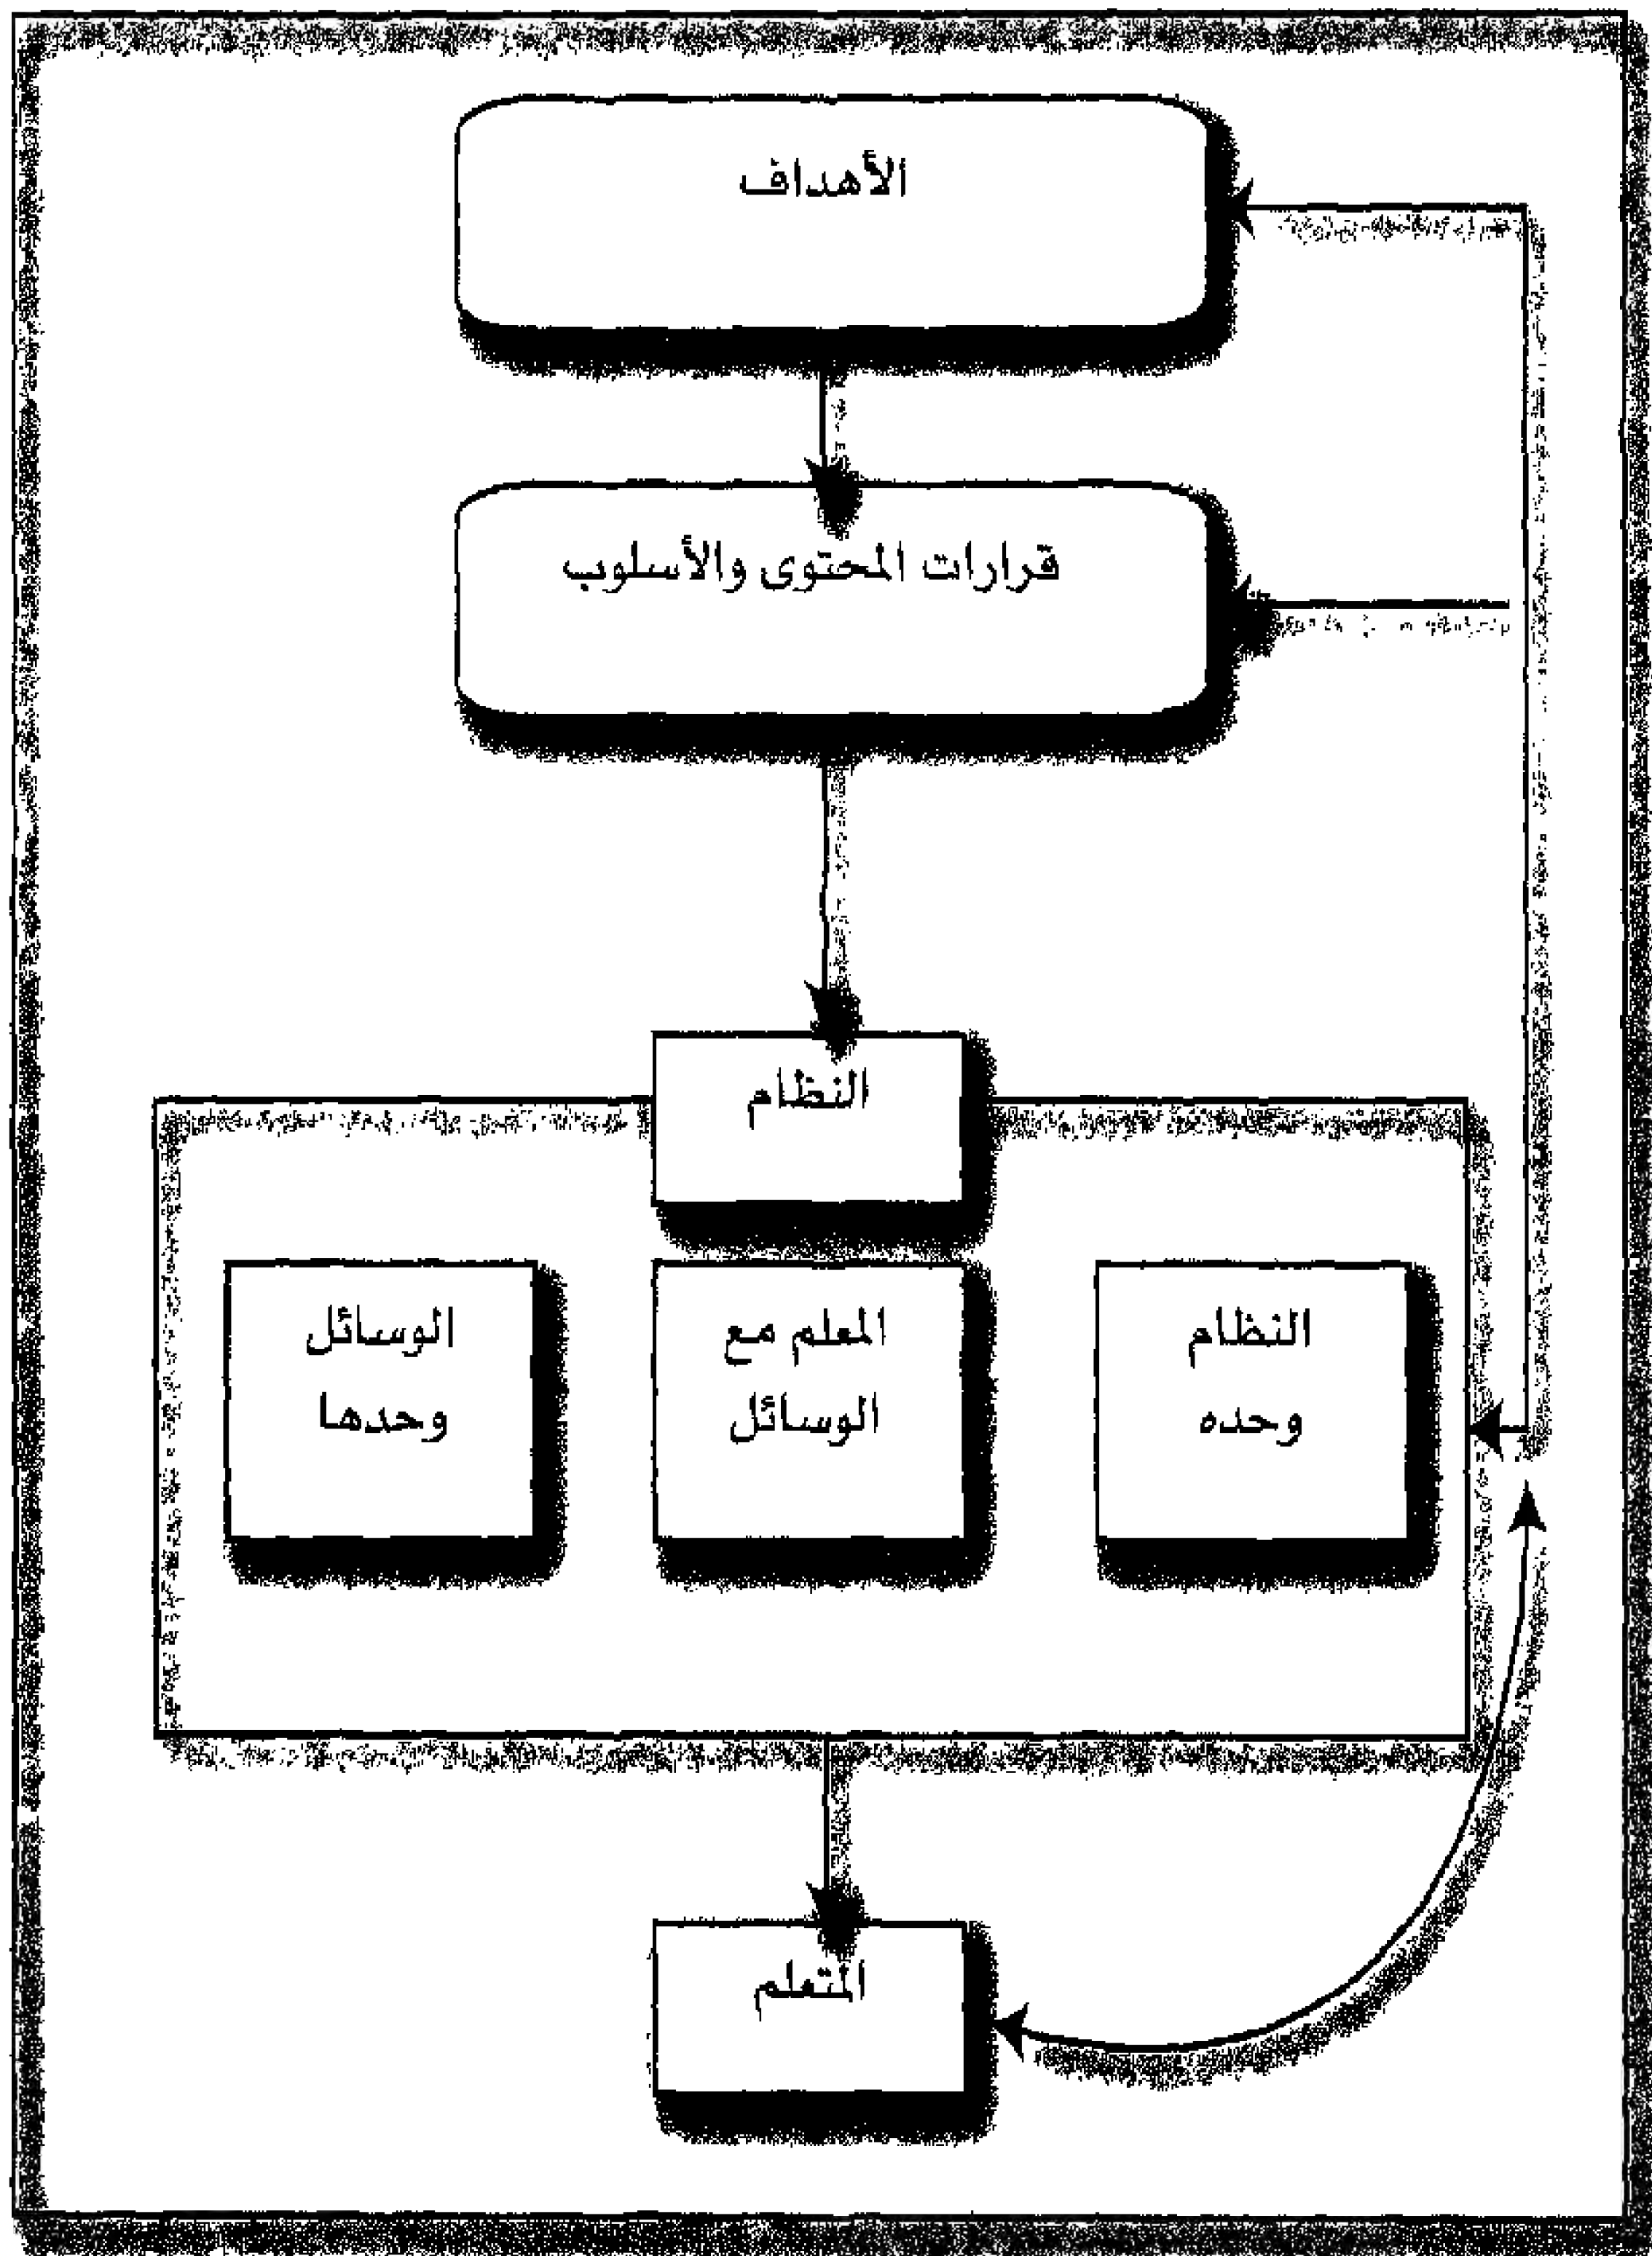 الأهداف
قرارات المحتوى والأسلوب
النظام
النظام
وحده
المعلم مع
الوسائل
الوسائل
وحدها
المتعلم